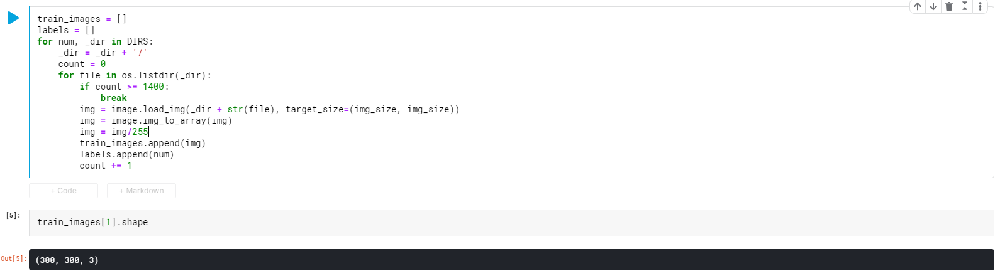 train_images = []
labels = []
for num, _dir in DIRS:
    _dir = _dir + '/'
    count = 0
    for file in os.listdir(_dir):
        if count >= 1400:
            break
        img = image.load_img(_dir + str(file), target_size=(img_size, img_size))
        img = image.img_to_array(img)
        img = img/255
        train_images.append(img)
        labels.append(num)
        count += 1
+ Code + Markdown
[5]: train_images[1].shape
Out[5]: (300, 300, 3)